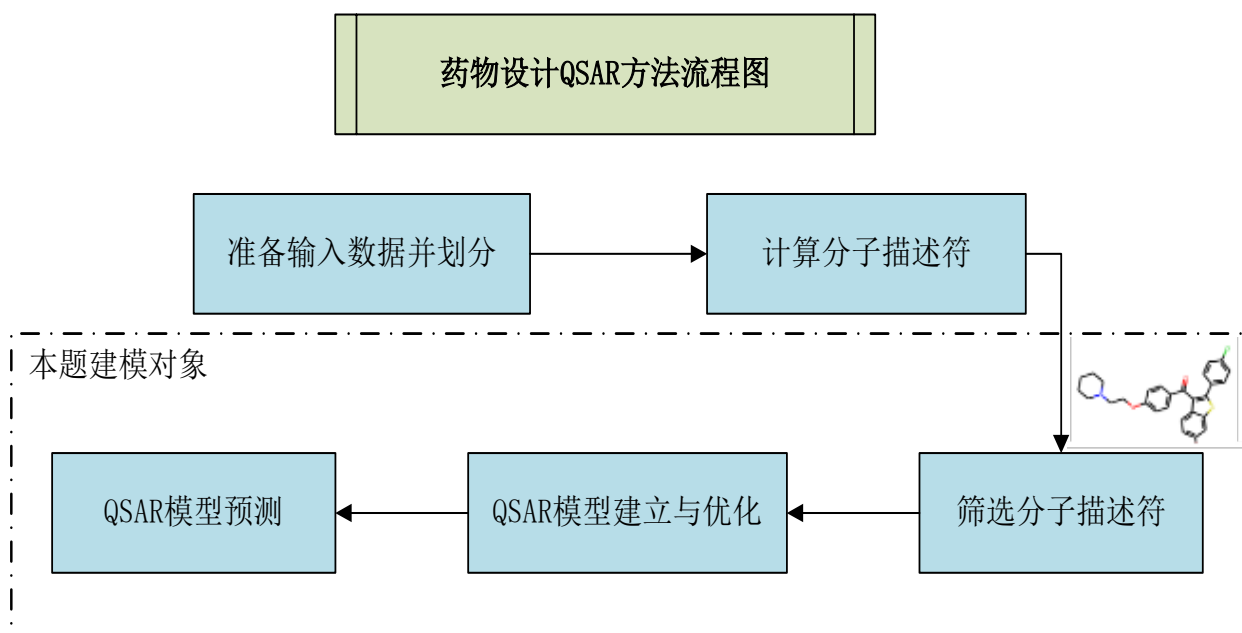 药物设计QSAR方法流程图
准备输入数据并划分
计算分子描述符
本题建模对象
QSAR模型预测
QSAR模型建立与优化
筛选分子描述符